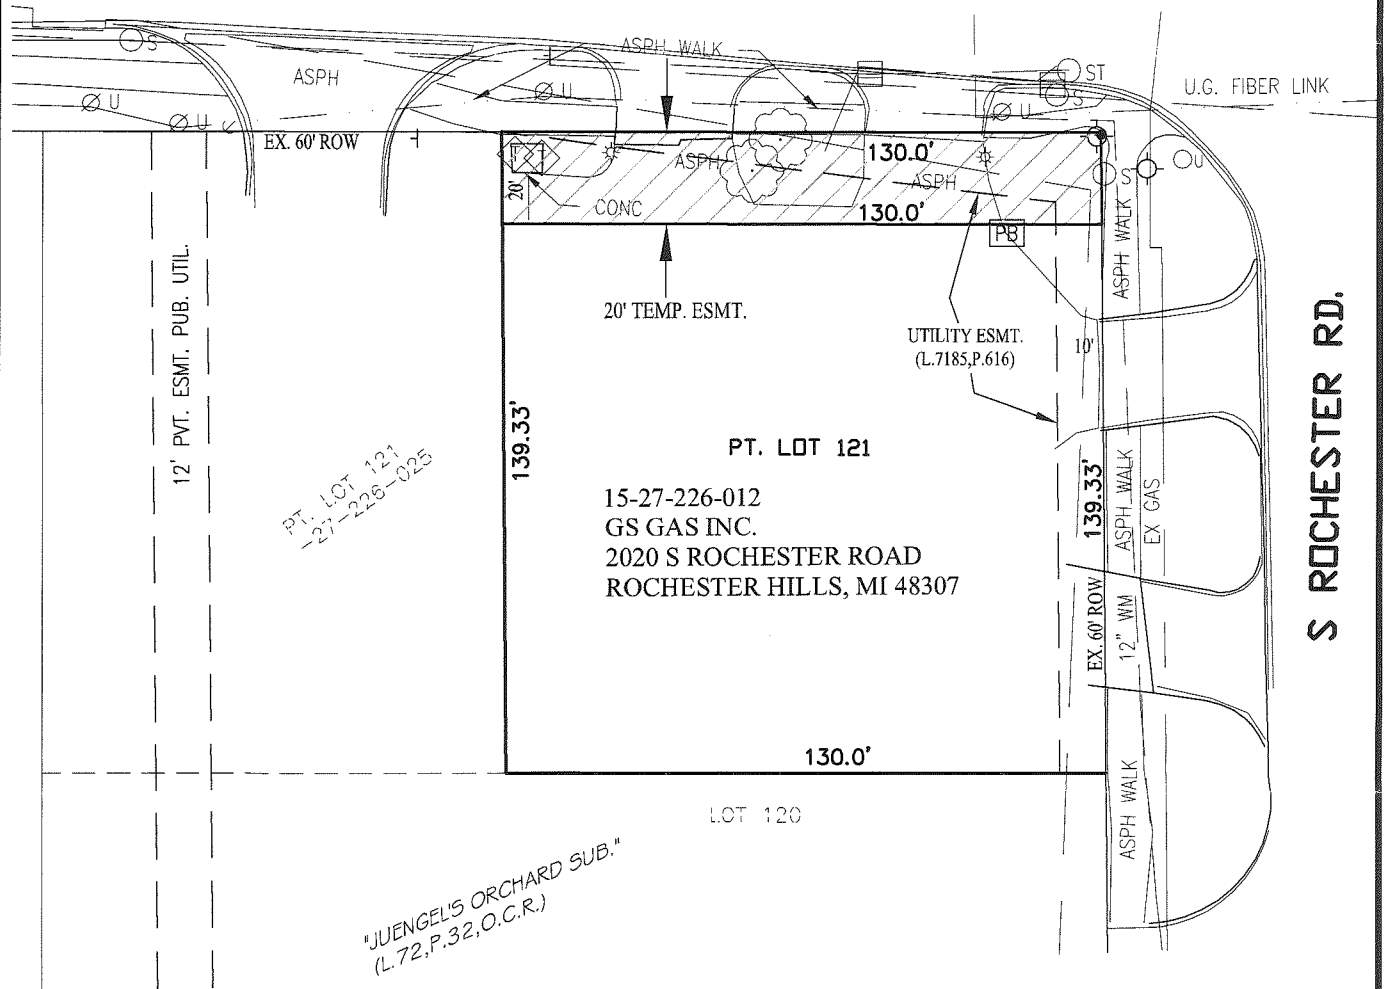 ASPH WALK
S
ASPH
ST
S
U.G. FIBER LINK
U
U
U
U
EX. 60' ROW
130.0'
U
T
T
ASPH
ASPH
S
20'
CONC
130.0'
PB
ASPH WALK
12' PVT. ESMT. PUB. UTIL.
20' TEMP. ESMT.
UTILITY ESMT.
(L.7185,P.616)
10'
S ROCHESTER RD.
139.33'
PT. LOT 121
PT. LOT 121
-27-226-025
15-27-226-012
GS GAS INC.
2020 S ROCHESTER ROAD
ROCHESTER HILLS, MI 48307
139.33'
ASPH WALK
EX GAS
EX. 60' ROW
12" WM
130.0'
LOT 120
ASPH WALK
"JUENGEL'S ORCHARD SUB."
(L.72,P.32,O.C.R.)